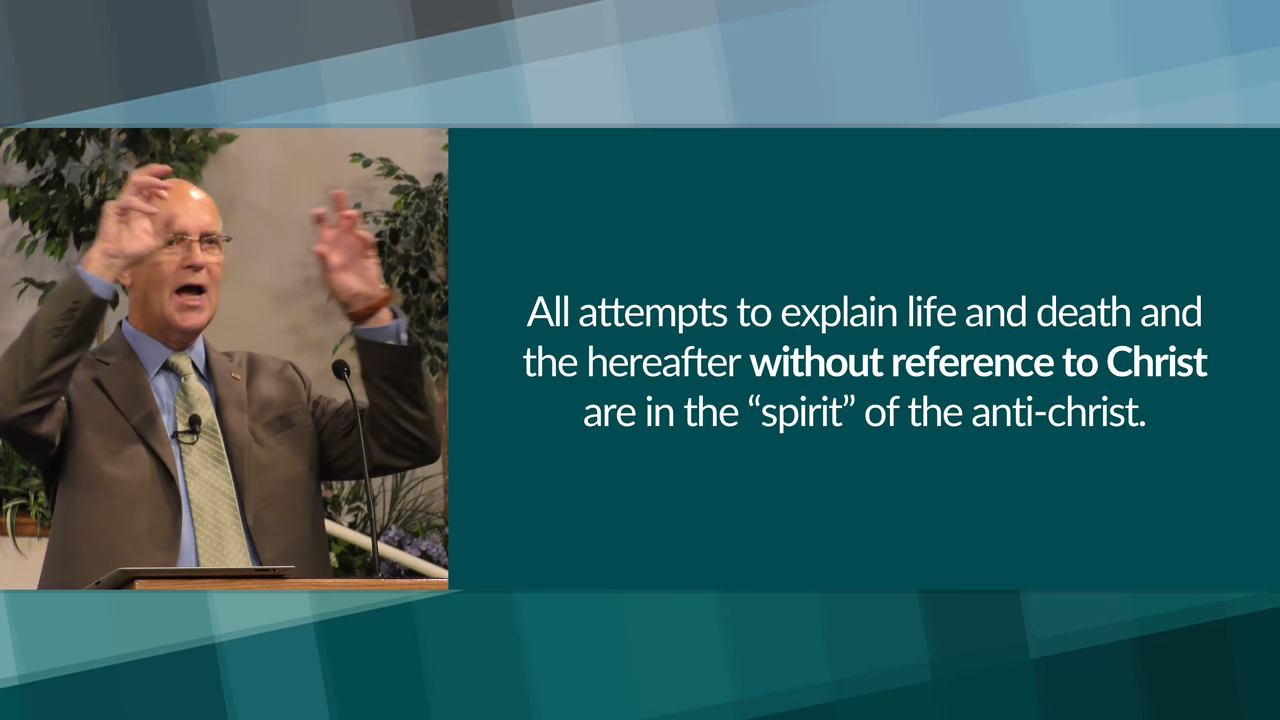 All attempts to explain life and death and
the hereafter without reference to Christ
are in the “spirit” of the anti-christ.